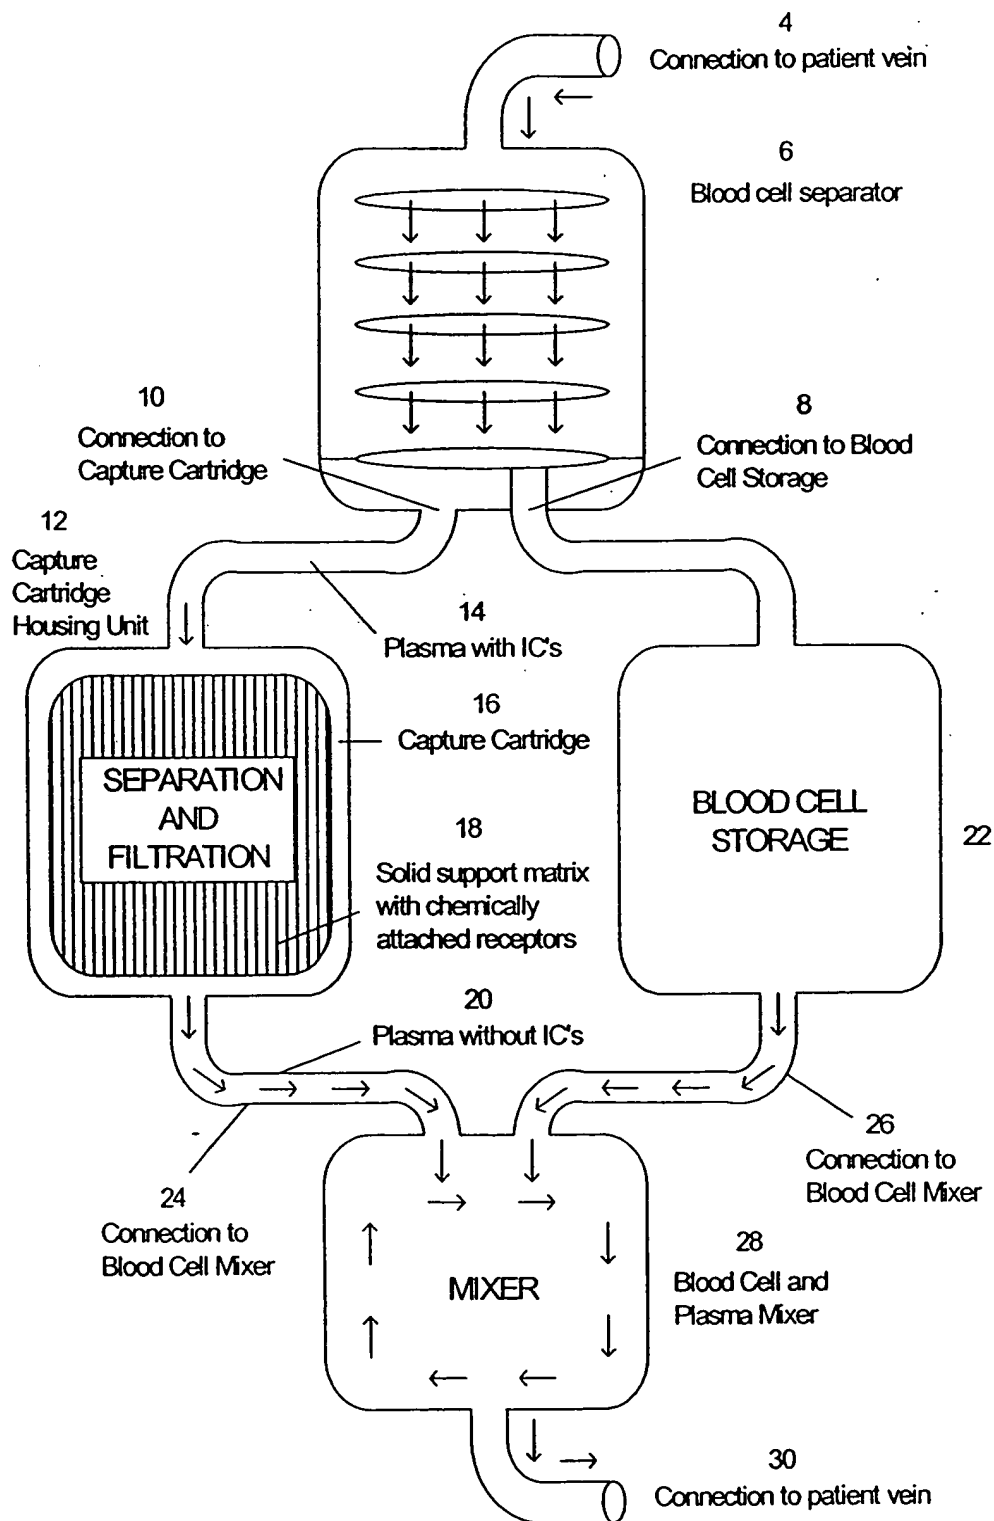 4
Connection to patient vein
6
Blood cell separator
10
Connection to
Capture Cartridge
8
Connection to Blood
Cell Storage
12
Capture
Cartridge
Housing Unit
14
Plasma with IC's
16
Capture Cartridge
SEPARATION
AND
FILTRATION
BLOOD CELL
STORAGE
22
18
Solid support matrix
with chemically
attached receptors
20
Plasma without IC's
24
Connection to
Blood Cell Mixer
26
Connection to
Blood Cell Mixer
MIXER
28
Blood Cell and
Plasma Mixer
30
Connection to patient vein